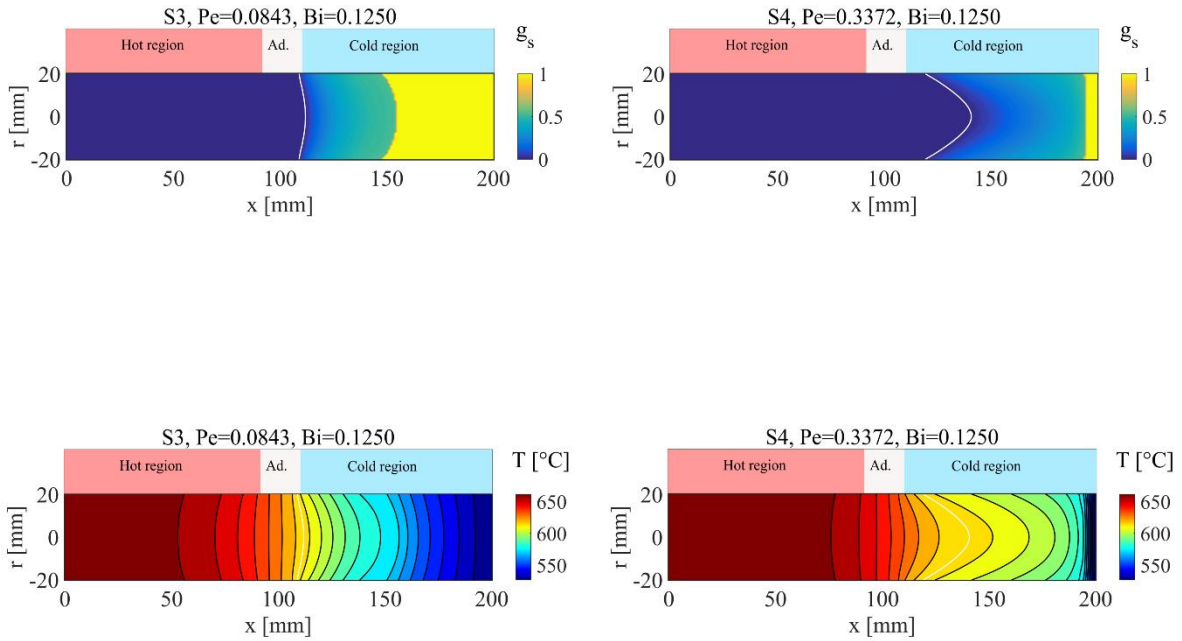 S3, Pe=0.0843, Bi=0.1250
Hot region
Ad.
Cold region
g_s
20
0
-20
r [mm]
0
50
100
150
200
x [mm]
1
0.5
0
S4, Pe=0.3372, Bi=0.1250
Hot region
Ad.
Cold region
g_s
20
0
-20
r [mm]
0
50
100
150
200
x [mm]
1
0.5
0
S3, Pe=0.0843, Bi=0.1250
Hot region
Ad.
Cold region
T [°C]
20
0
-20
r [mm]
0
50
100
150
200
x [mm]
650
600
550
S4, Pe=0.3372, Bi=0.1250
Hot region
Ad.
Cold region
T [°C]
20
0
-20
r [mm]
0
50
100
150
200
x [mm]
650
600
550